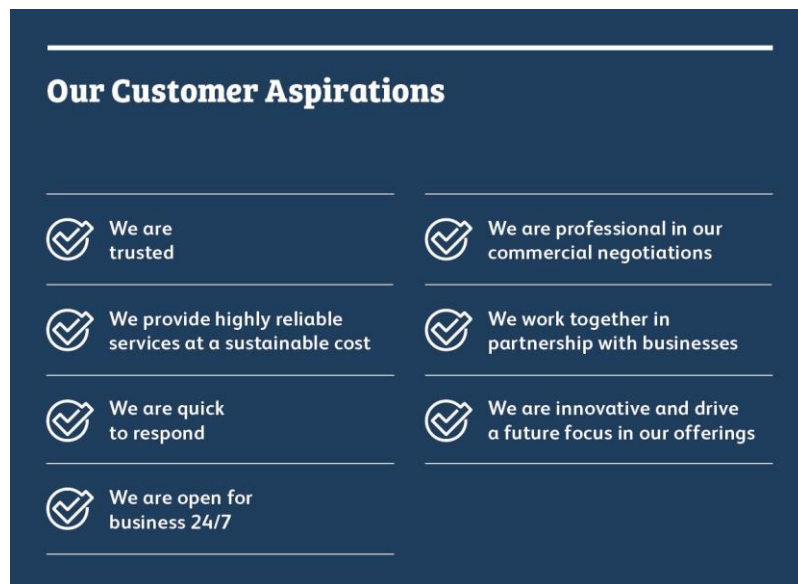 Our Customer Aspirations
We are
trusted
We provide highly reliable
services at a sustainable cost
We are quick
to respond
We are open for
business 24/7
We are professional in our
commercial negotiations
We work together in
partnership with businesses
We are innovative and drive
a future focus in our offerings